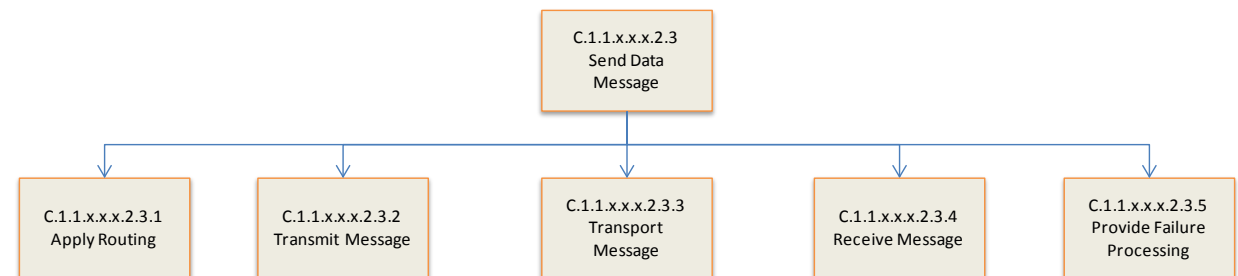 C.1.1.x.x.x.2.3
Send Data
Message
C.1.1.x.x.x.2.3.1
Apply Routing
C.1.1.x.x.x.2.3.2
Transmit Message
C.1.1.x.x.x.2.3.3
Transport
Message
C.1.1.x.x.x.2.3.4
Receive Message
C.1.1.x.x.x.2.3.5
Provide Failure
Processing